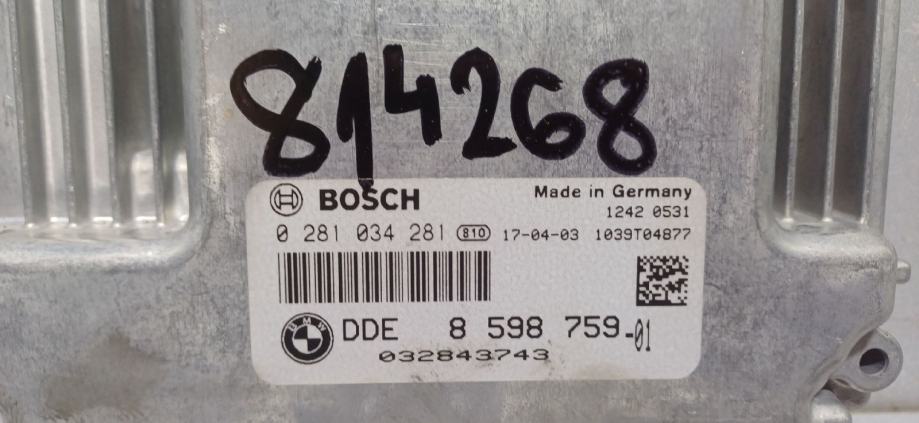 814268
BOSCH
Made in Germany
1242 0531
0 281 034 281 810 17-04-03 1039T04877
BMW
DDE 8 598 759-01
032843743